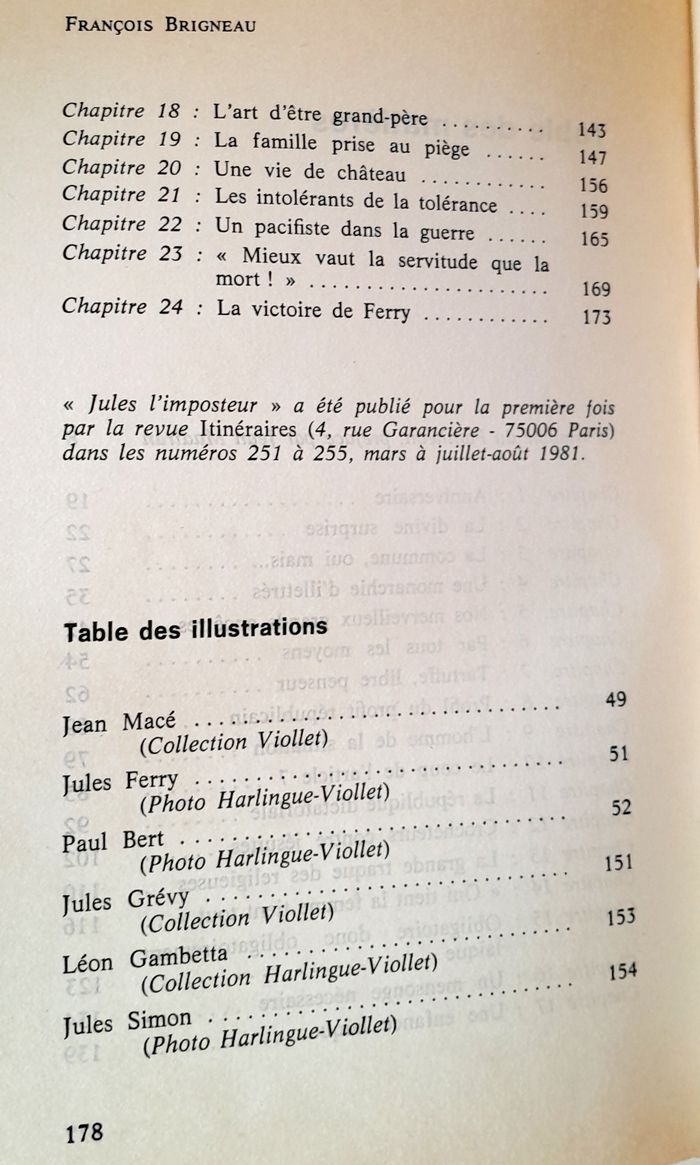 François Brigneau
Chapitre 18 : L'art d'être grand-père .......... 143
Chapitre 19 : La famille prise au piège ...... 147
Chapitre 20 : Une vie de château ............ 156
Chapitre 21 : Les intolérants de la tolérance .... 159
Chapitre 22 : Un pacifiste dans la guerre ...... 165
Chapitre 23 : « Mieux vaut la servitude que la
mort ! » ....................... 169
Chapitre 24 : La victoire de Ferry ............ 173
« Jules l'imposteur » a été publié pour la première fois
par la revue Itinéraires (4, rue Garancière - 75006 Paris)
dans les numéros 251 à 255, mars à juillet-août 1981.
Table des illustrations
Jean Macé .................................. 49
(Collection Viollet)
Jules Ferry .................................. 51
(Photo Harlingue-Viollet)
Paul Bert .................................... 52
(Photo Harlingue-Viollet)
Jules Grévy ................................. 151
(Collection Viollet)
Léon Gambetta .............................. 153
(Collection Harlingue-Viollet)
Jules Simon ................................. 154
(Photo Harlingue-Viollet)
178